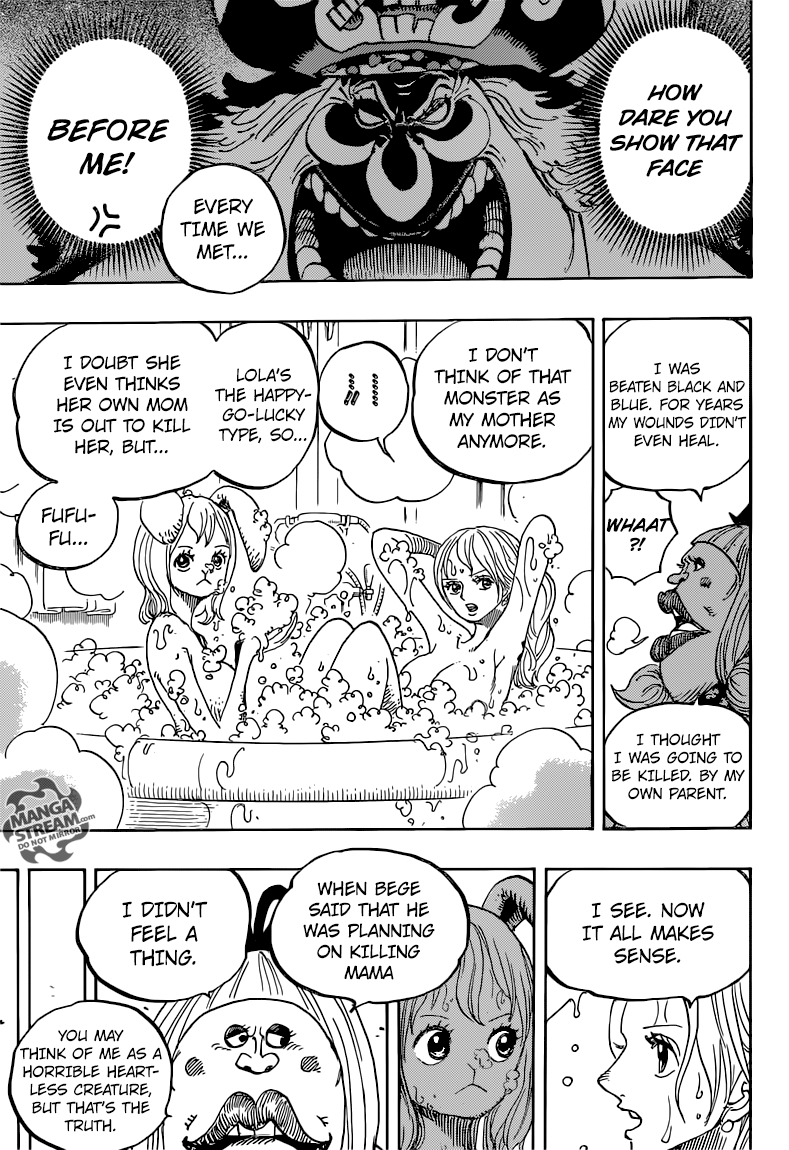 HOW
DARE YOU
SHOW THAT
FACE
BEFORE
ME!
EVERY
TIME WE
MET...
I WAS
BEATEN BLACK AND
BLUE. FOR YEARS
MY WOUNDS DIDN'T
EVEN HEAL.
WHAAT
?!
I THOUGHT
I WAS GOING TO
BE KILLED. BY MY
OWN PARENT.
I DON'T
THINK OF THAT
MONSTER AS
MY MOTHER
ANYMORE.
LOLA'S
THE HAPPY-
GO-LUCKY
TYPE, SO...
I DOUBT SHE
EVEN THINKS
HER OWN MOM
IS OUT TO KILL
HER, BUT...
FUFU-
FU...
I SEE. NOW
IT ALL MAKES
SENSE.
WHEN BEGE
SAID THAT HE
WAS PLANNING
ON KILLING
MAMA
I DIDN'T
FEEL A
THING.
YOU MAY
THINK OF ME AS A
HORRIBLE HEART-
LESS CREATURE,
BUT THAT'S THE
TRUTH.
MANGA
STREAM.com
DO NOT MIRROR